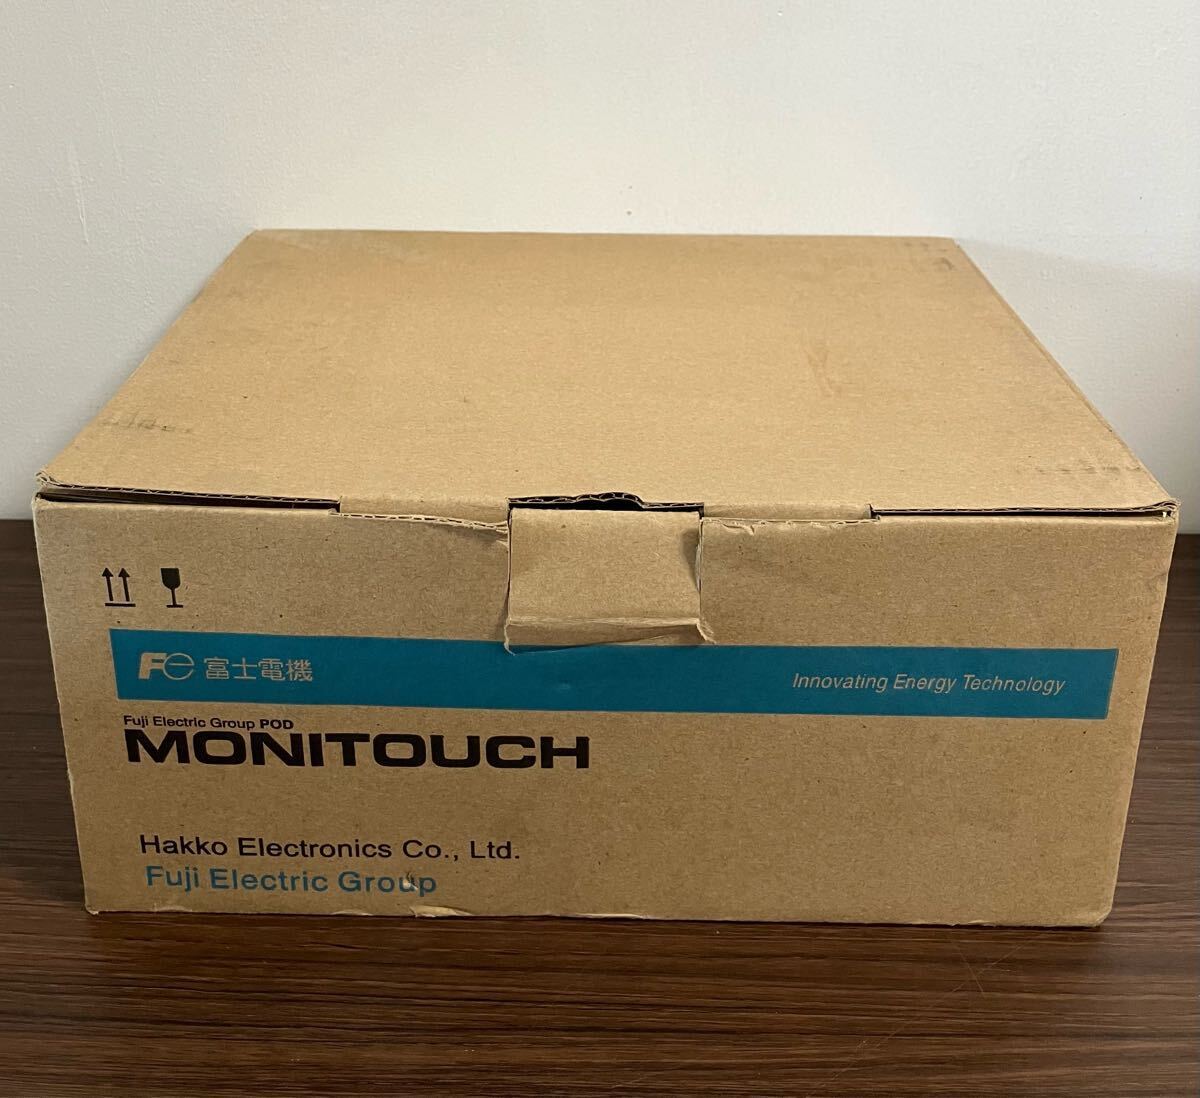 Fe 富士電機
Innovating Energy Technology
Fuji Electric Group POD
MONITOUCH
Hakko Electronics Co., Ltd.
Fuji Electric Group